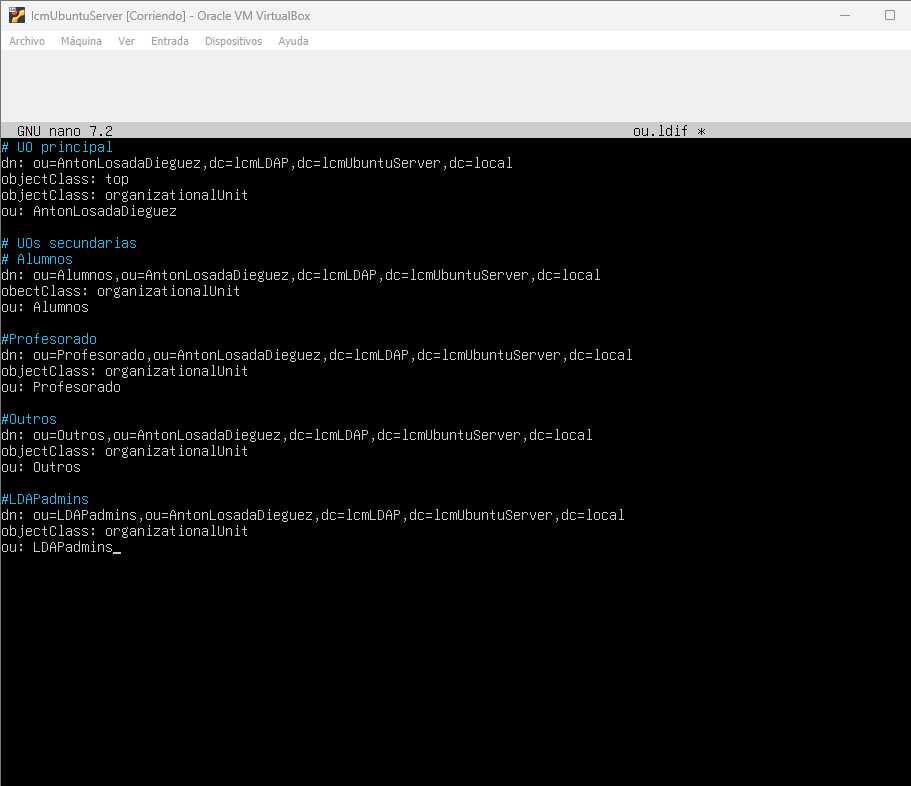 lcmUbuntuServer [Corriendo] - Oracle VM VirtualBox
Archivo Máquina Ver Entrada Dispositivos Ayuda
GNU nano 7.2 ou.ldif *
# UO principal
dn: ou=AntonLosadaDieguez,dc=lcmLDAP,dc=lcmUbuntuServer,dc=local
objectClass: top
objectClass: organizationalUnit
ou: AntonLosadaDieguez
# UOs secundarias
# Alumnos
dn: ou=Alumnos,ou=AntonLosadaDieguez,dc=lcmLDAP,dc=lcmUbuntuServer,dc=local
obectClass: organizationalUnit
ou: Alumnos
#Profesorado
dn: ou=Profesorado,ou=AntonLosadaDieguez,dc=lcmLDAP,dc=lcmUbuntuServer,dc=local
objectClass: organizationalUnit
ou: Profesorado
#Outros
dn: ou=Outros,ou=AntonLosadaDieguez,dc=lcmLDAP,dc=lcmUbuntuServer,dc=local
objectClass: organizationalUnit
ou: Outros
#LDAPadmins
dn: ou=LDAPadmins,ou=AntonLosadaDieguez,dc=lcmLDAP,dc=lcmUbuntuServer,dc=local
objectClass: organizationalUnit
ou: LDAPadmins_